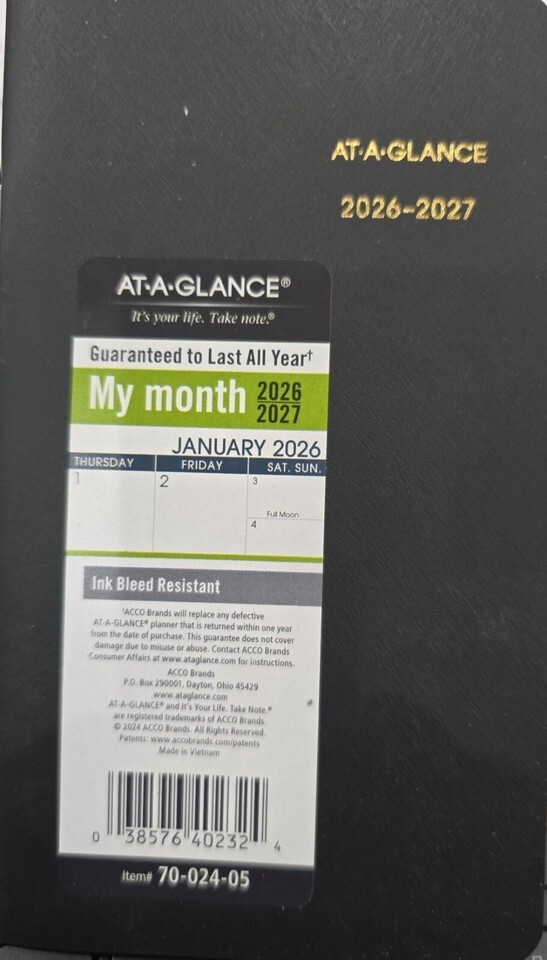 AT-A-GLANCE
2026-2027
AT-A-GLANCE®
It's your life. Take note.®
Guaranteed to Last All Year†
My month 2026
2027
JANUARY 2026
THURSDAY FRIDAY SAT. SUN.
1 2 3
Full Moon
4
Ink Bleed Resistant
†ACCO Brands will replace any defective
AT-A-GLANCE® planner that is returned within one year
from the date of purchase. This guarantee does not cover
damage due to misuse or abuse. Contact ACCO Brands
Consumer Affairs at www.ataglance.com for instructions.
ACCO Brands
P.O. Box 290001, Dayton, Ohio 45429
www.ataglance.com
AT-A-GLANCE® and It's Your Life. Take Note.®
are registered trademarks of ACCO Brands.
© 2024 ACCO Brands. All Rights Reserved.
Patents: www.accobrands.com/patents
Made in Vietnam
0 38576 40232 4
Item# 70-024-05